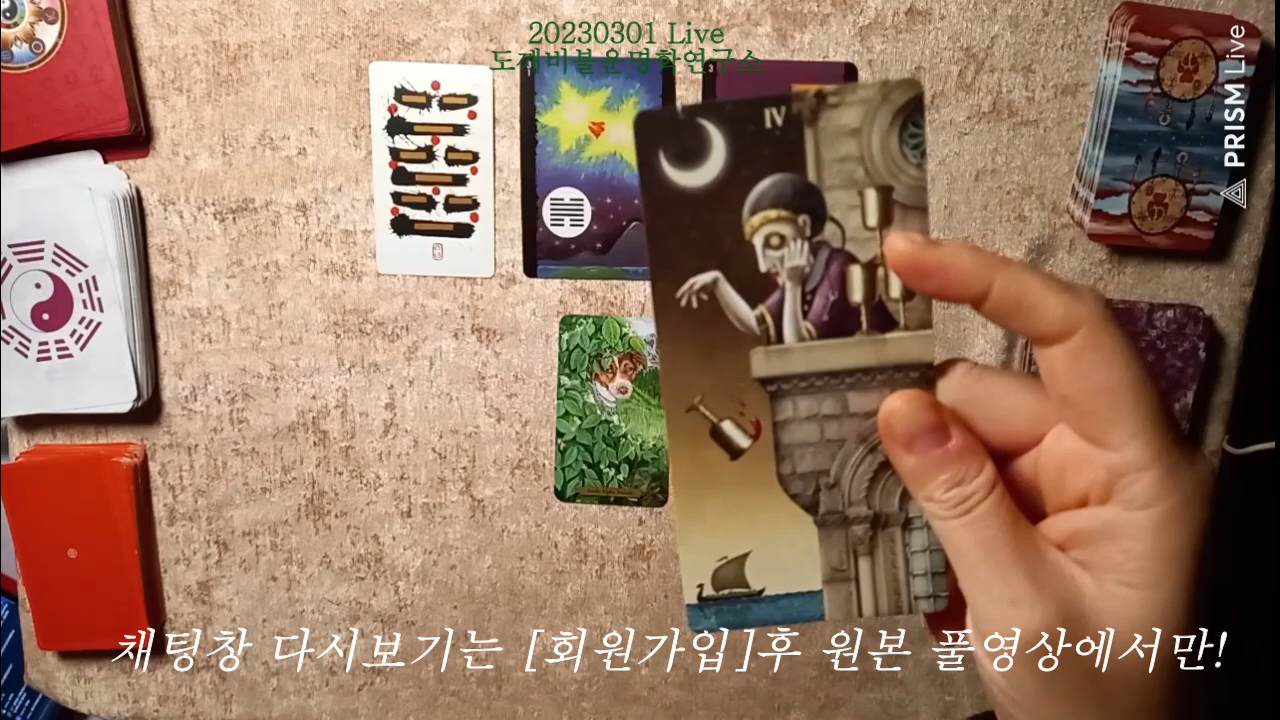 20230301 Live
도깨비불운명학연구소
IV
PRISM Live
채팅창 다시보기는 [회원가입]후 원본 풀영상에서만!